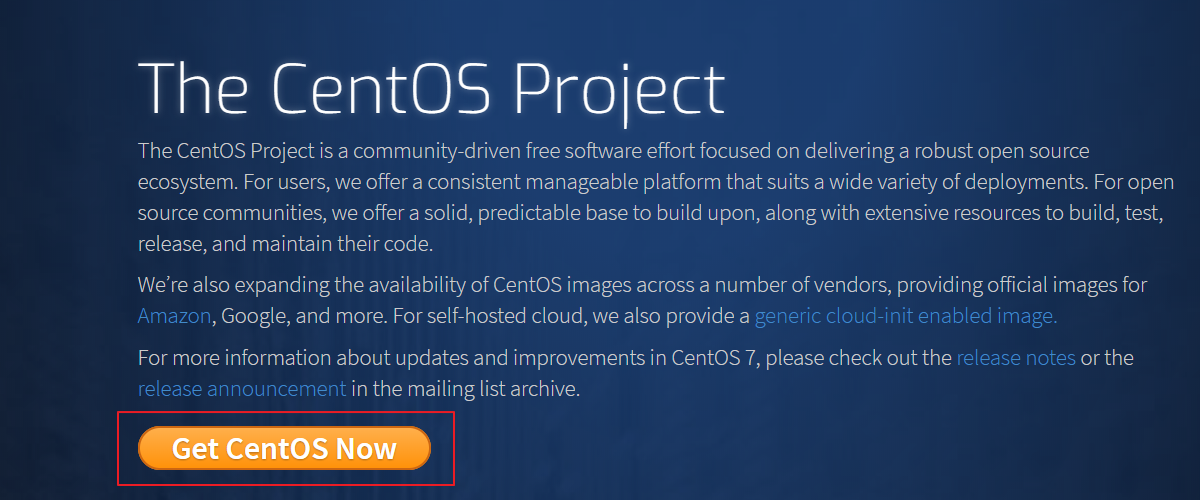 The CentOS Project
The CentOS Project is a community-driven free software effort focused on delivering a robust open source
ecosystem. For users, we offer a consistent manageable platform that suits a wide variety of deployments. For open
source communities, we offer a solid, predictable base to build upon, along with extensive resources to build, test,
release, and maintain their code.
We’re also expanding the availability of CentOS images across a number of vendors, providing official images for
Amazon, Google, and more. For self-hosted cloud, we also provide a generic cloud-init enabled image.
For more information about updates and improvements in CentOS 7, please check out the release notes or the
release announcement in the mailing list archive.
Get CentOS Now